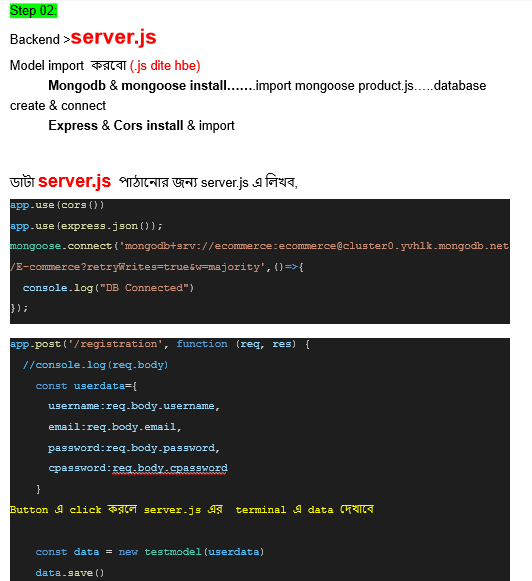 Step 02:
Backend >server.js
Model import করবো (.js dite hbe)
Mongodb & mongoose install…….import mongoose product.js…..database
create & connect
Express & Cors install & import
ডাটা server.js পাঠানোর জন্য server.js এ লিখব,
app.use(cors())
app.use(express.json());
mongoose.connect('mongodb+srv://ecommerce:ecommerce@cluster0.yvhlk.mongodb.net
/E-commerce?retryWrites=true&w=majority',()=>{
console.log("DB Connected")
});
app.post('/registration', function (req, res) {
//console.log(req.body)
const userdata={
username:req.body.username,
email:req.body.email,
password:req.body.password,
cpassword:req.body.cpassword
}
Button এ click করলে server.js এর terminal এ data দেখাবে
const data = new testmodel(userdata)
data.save()